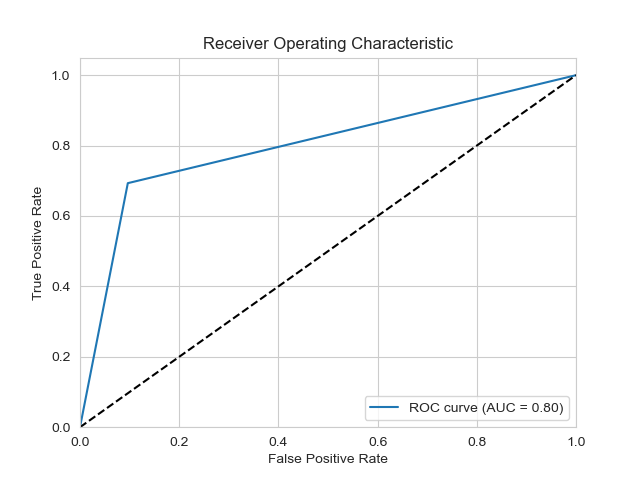 Receiver Operating Characteristic
1.0
0.8
0.6
0.4
0.2
0.0
True Positive Rate
ROC curve (AUC = 0.80)
0.0 0.2 0.4 0.6 0.8 1.0
False Positive Rate